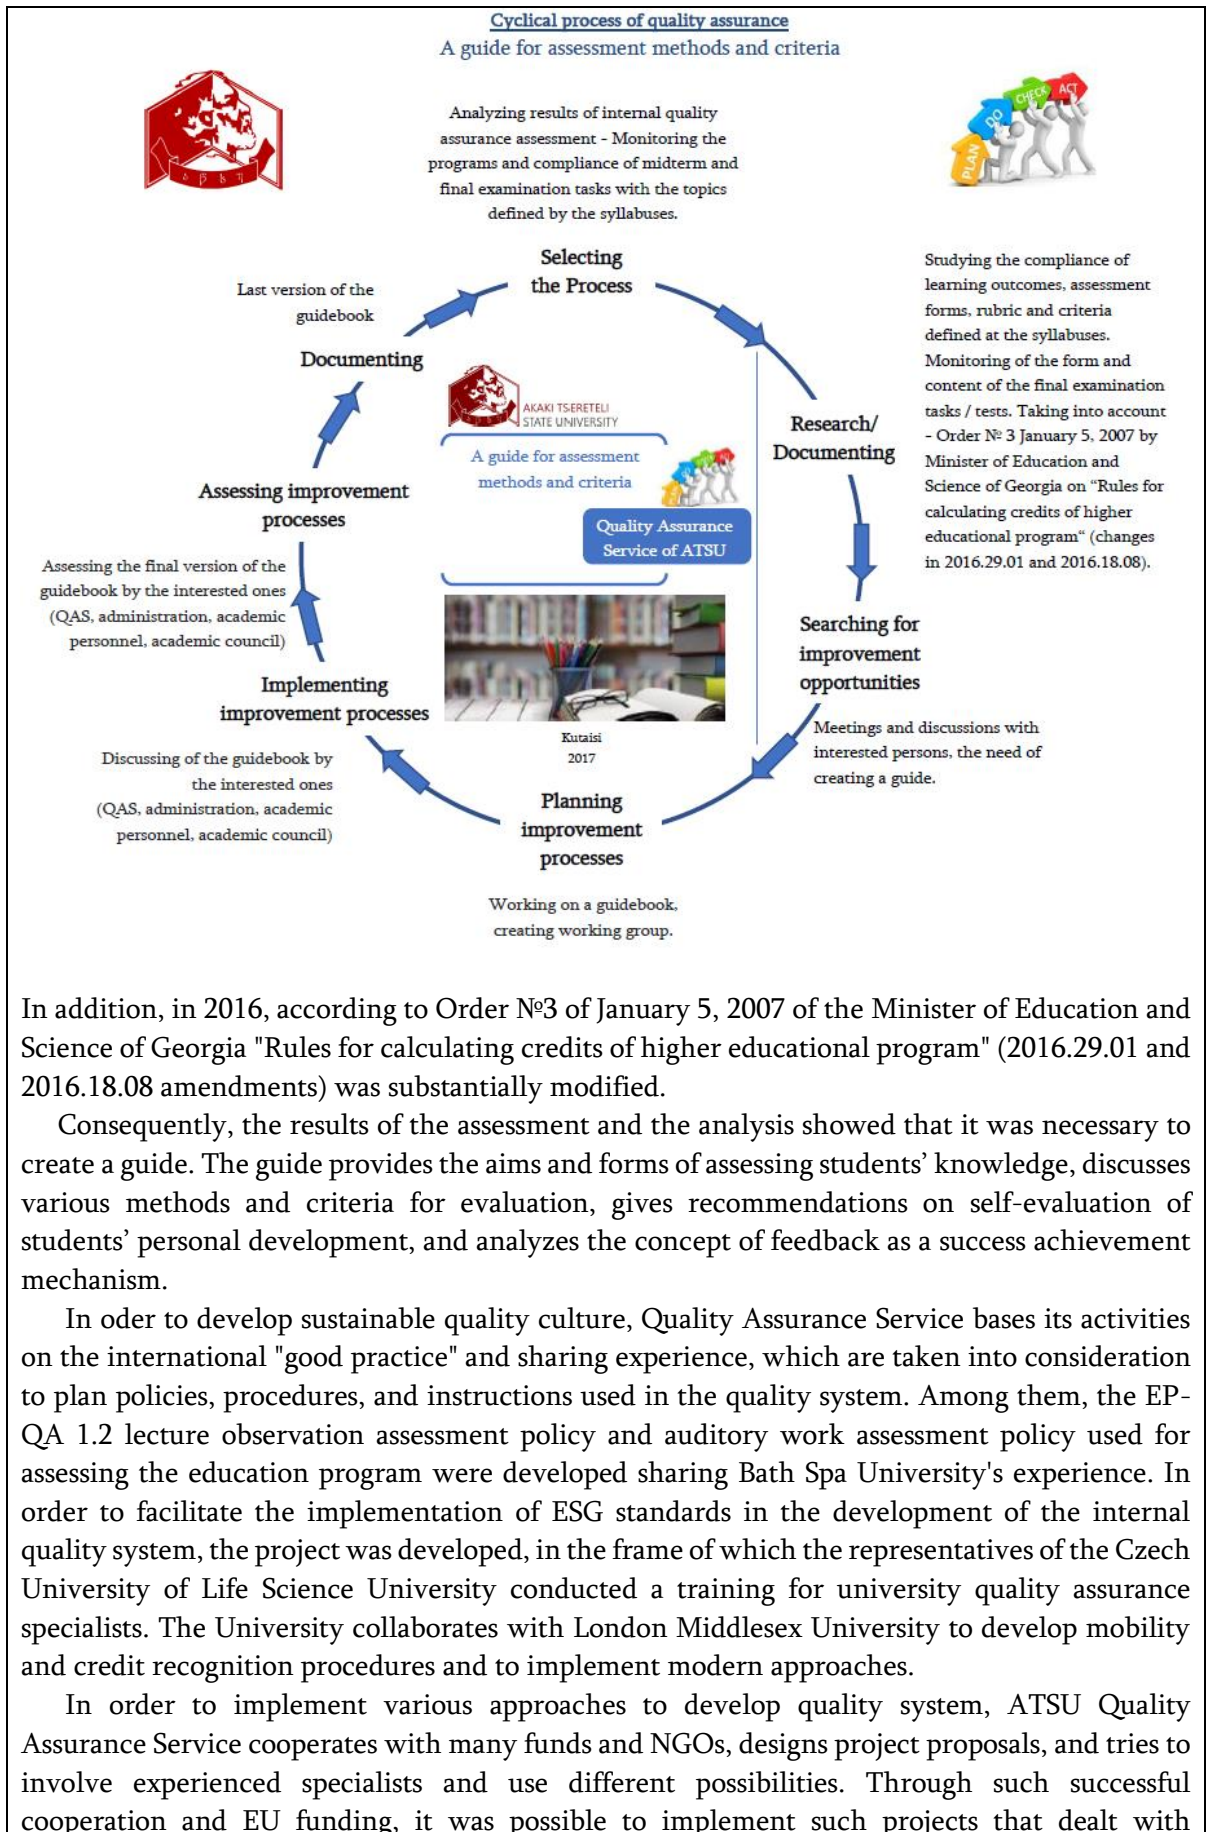 Cyclical process of quality assurance
A guide for assessment methods and criteria
PLAN
DO
CHECK
ACT
Analyzing results of internal quality
assurance assessment - Monitoring the
programs and compliance of midterm and
final examination tasks with the topics
defined by the syllabuses.
Selecting
the Process
Studying the compliance of
learning outcomes, assessment
forms, rubric and criteria
defined at the syllabuses.
Monitoring of the form and
content of the final examination
tasks / tests. Taking into account
- Order № 3 January 5, 2007 by
Minister of Education and
Science of Georgia on “Rules for
calculating credits of higher
educational program“ (changes
in 2016.29.01 and 2016.18.08).
Research/
Documenting
Searching for
improvement
opportunities
Meetings and discussions with
interested persons, the need of
creating a guide.
Planning
improvement
processes
Working on a guidebook,
creating working group.
Implementing
improvement processes
Discussing of the guidebook by
the interested ones
(QAS, administration, academic
personnel, academic council)
Assessing improvement
processes
Assessing the final version of the
guidebook by the interested ones
(QAS, administration, academic
personnel, academic council)
Documenting
Last version of the
guidebook
AKAKI TSERETELI
STATE UNIVERSITY
A guide for assessment
methods and criteria
Quality Assurance
Service of ATSU
Kutaisi
2017
In addition, in 2016, according to Order №3 of January 5, 2007 of the Minister of Education and
Science of Georgia "Rules for calculating credits of higher educational program" (2016.29.01 and
2016.18.08 amendments) was substantially modified.
Consequently, the results of the assessment and the analysis showed that it was necessary to
create a guide. The guide provides the aims and forms of assessing students’ knowledge, discusses
various methods and criteria for evaluation, gives recommendations on self-evaluation of
students’ personal development, and analyzes the concept of feedback as a success achievement
mechanism.
In oder to develop sustainable quality culture, Quality Assurance Service bases its activities
on the international "good practice" and sharing experience, which are taken into consideration
to plan policies, procedures, and instructions used in the quality system. Among them, the EP-
QA 1.2 lecture observation assessment policy and auditory work assessment policy used for
assessing the education program were developed sharing Bath Spa University's experience. In
order to facilitate the implementation of ESG standards in the development of the internal
quality system, the project was developed, in the frame of which the representatives of the Czech
University of Life Science University conducted a training for university quality assurance
specialists. The University collaborates with London Middlesex University to develop mobility
and credit recognition procedures and to implement modern approaches.
In order to implement various approaches to develop quality system, ATSU Quality
Assurance Service cooperates with many funds and NGOs, designs project proposals, and tries to
involve experienced specialists and use different possibilities. Through such successful
cooperation and EU funding, it was possible to implement such projects that dealt with